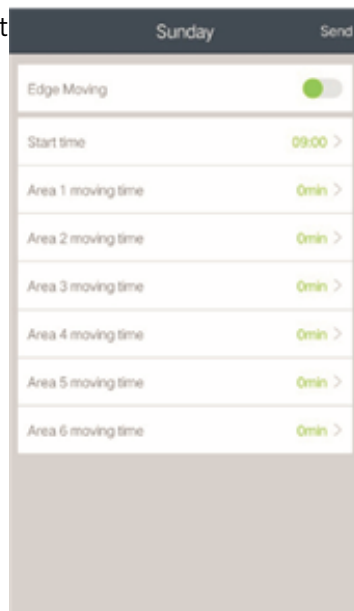 t
Sunday Send
Edge Moving
Start time 09:00 >
Area 1 moving time 0min >
Area 2 moving time 0min >
Area 3 moving time 0min >
Area 4 moving time 0min >
Area 5 moving time 0min >
Area 6 moving time 0min >